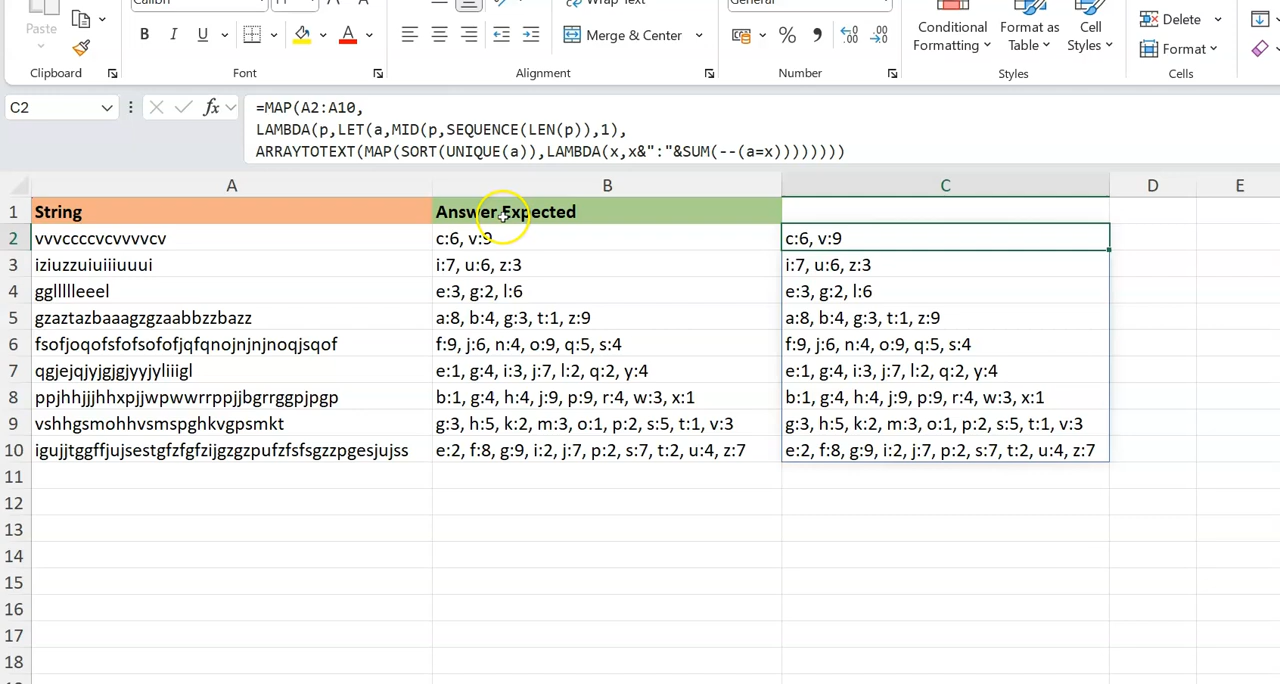 Calibri
11
Wrap Text
General
Paste
B I U
A
Merge & Center
%
Conditional
Formatting
Format as
Table
Cell
Styles
Delete
Format
Clipboard
Font
Alignment
Number
Styles
Cells
C2
fx
=MAP(A2:A10,
LAMBDA(p,LET(a,MID(p,SEQUENCE(LEN(p)),1),
ARRAYTOTEXT(MAP(SORT(UNIQUE(a)),LAMBDA(x,x&":"&SUM(--(a=x))))))))
A B C D E
1 String Answer Expected
2 vvvccccvcvvvvcv c:6, v:9 c:6, v:9
3 iziuzzuiuiiiuuui i:7, u:6, z:3 i:7, u:6, z:3
4 ggllllleeel e:3, g:2, l:6 e:3, g:2, l:6
5 gzaztazbaaagzgzaabbzzbazz a:8, b:4, g:3, t:1, z:9 a:8, b:4, g:3, t:1, z:9
6 fsofjoqofsfofsofofjqfqnojnjnjnoqjsqof f:9, j:6, n:4, o:9, q:5, s:4 f:9, j:6, n:4, o:9, q:5, s:4
7 qgjejqjyjgjgjyyjyliiigl e:1, g:4, i:3, j:7, l:2, q:2, y:4 e:1, g:4, i:3, j:7, l:2, q:2, y:4
8 ppjhhjjjhhxpjjwpwwrrppjjbgrrggpjpgp b:1, g:4, h:4, j:9, p:9, r:4, w:3, x:1 b:1, g:4, h:4, j:9, p:9, r:4, w:3, x:1
9 vshhgsmohhvsmspghkvgpsmkt g:3, h:5, k:2, m:3, o:1, p:2, s:5, t:1, v:3 g:3, h:5, k:2, m:3, o:1, p:2, s:5, t:1, v:3
10 igujjtggffjujsestgfzfgfzijgzgzpufzfsfsgzzpgesjujss e:2, f:8, g:9, i:2, j:7, p:2, s:7, t:2, u:4, z:7 e:2, f:8, g:9, i:2, j:7, p:2, s:7, t:2, u:4, z:7
11
12
13
14
15
16
17
18